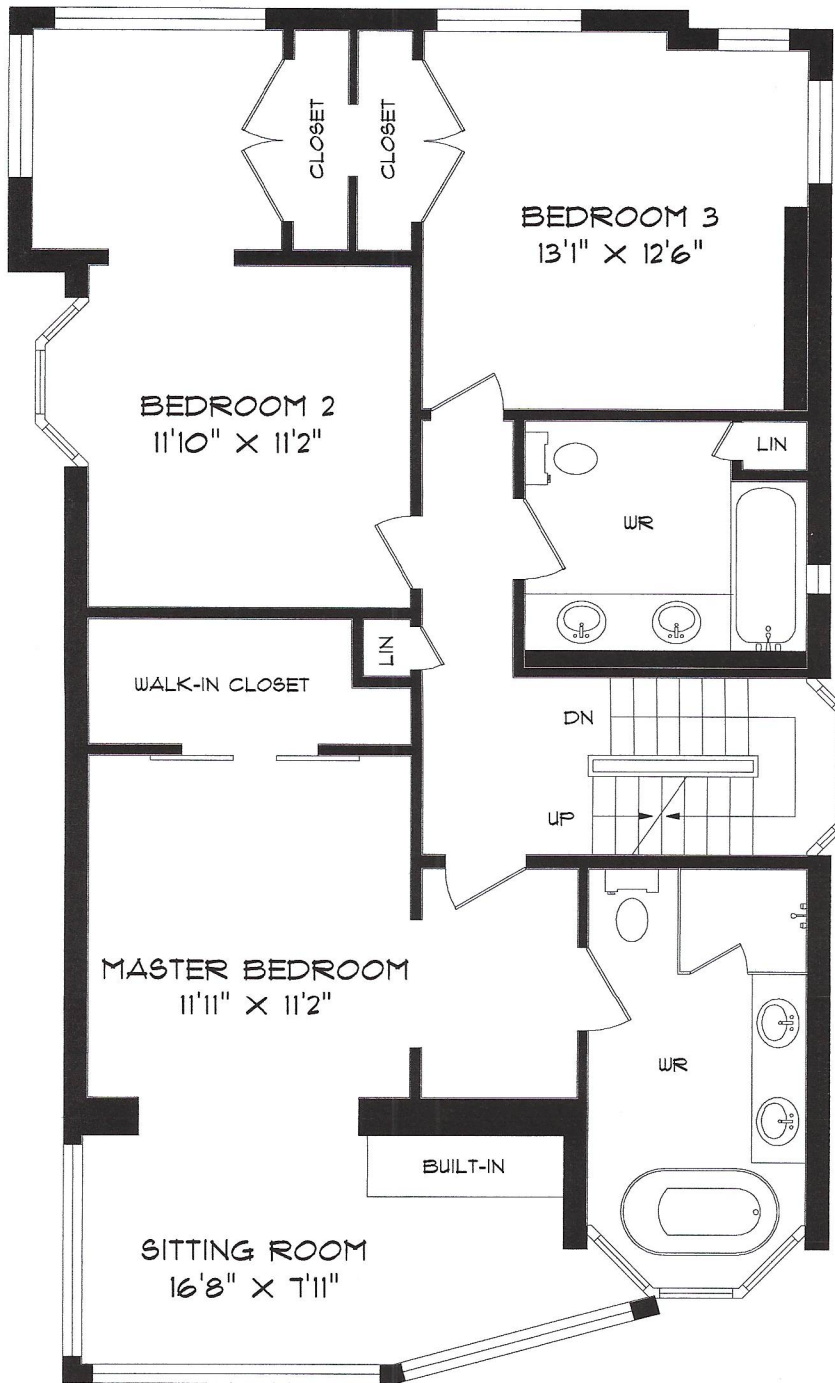 CLOSET
CLOSET
BEDROOM 3
13'1" X 12'6"
BEDROOM 2
11'10" X 11'2"
LIN
WR
LIN
WALK-IN CLOSET
DN
UP
MASTER BEDROOM
11'11" X 11'2"
WR
BUILT-IN
SITTING ROOM
16'8" X 7'11"